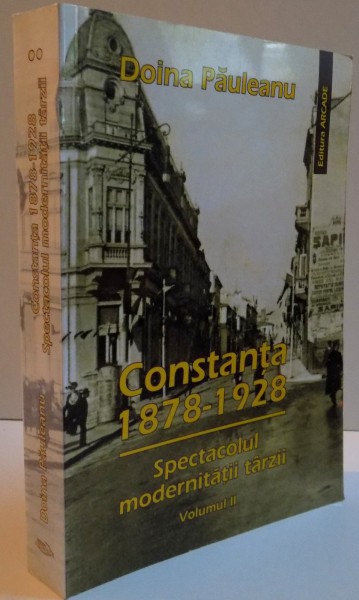 Doina Păuleanu
Editura ARCADE
Constanța
1878-1928
Spectacolul
modernității târzii
Volumul II
Doina Păuleanu
Constanța 1878-1928
Spectacolul modernității târzii
SAPI